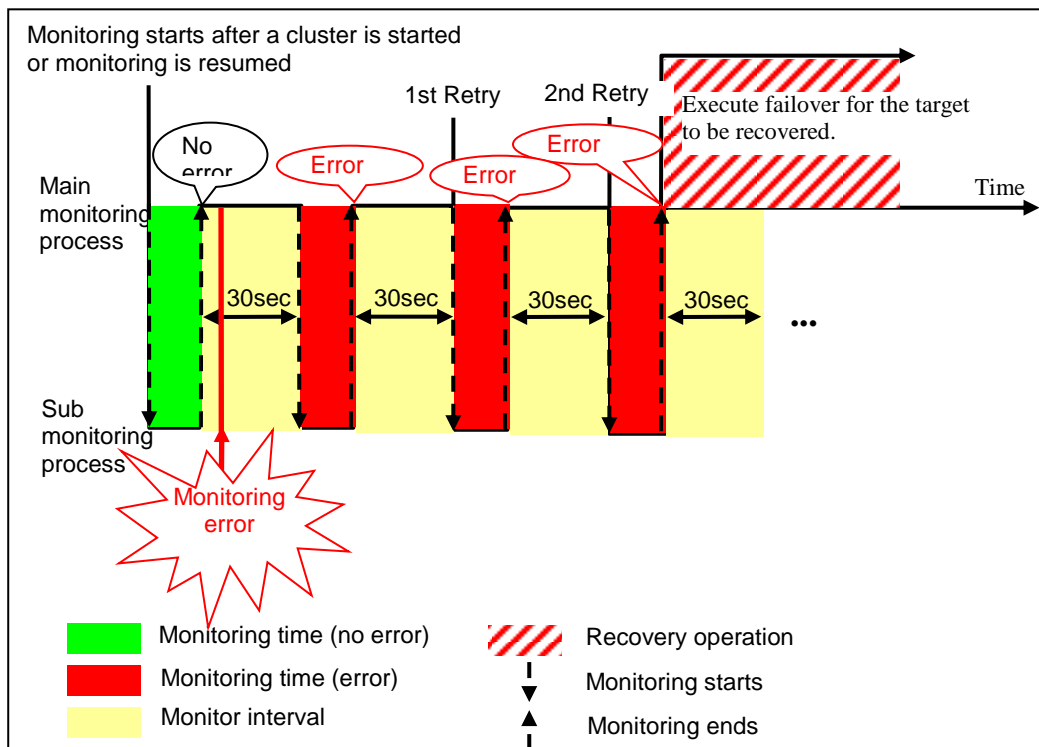 Monitoring starts after a cluster is started
or monitoring is resumed
1st Retry
2nd Retry
Execute failover for the target
to be recovered.
No
error
Error
Error
Error
Main
monitoring
process
Time
30sec
30sec
30sec
30sec
...
Sub
monitoring
process
Monitoring
error
Monitoring time (no error)
Monitoring time (error)
Monitor interval
Recovery operation
Monitoring starts
Monitoring ends